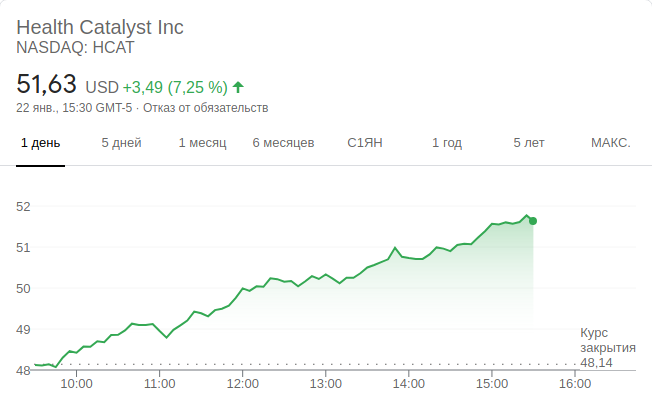 Health Catalyst Inc
NASDAQ: HCAT
51,63 USD +3,49 (7,25 %)
22 янв., 15:30 GMT-5 · Отказ от обязательств
1 день 5 дней 1 месяц 6 месяцев С1ЯН 1 год 5 лет МАКС.
52
51
50
49
48
Курс
закрытия
48,14
10:00 11:00 12:00 13:00 14:00 15:00 16:00